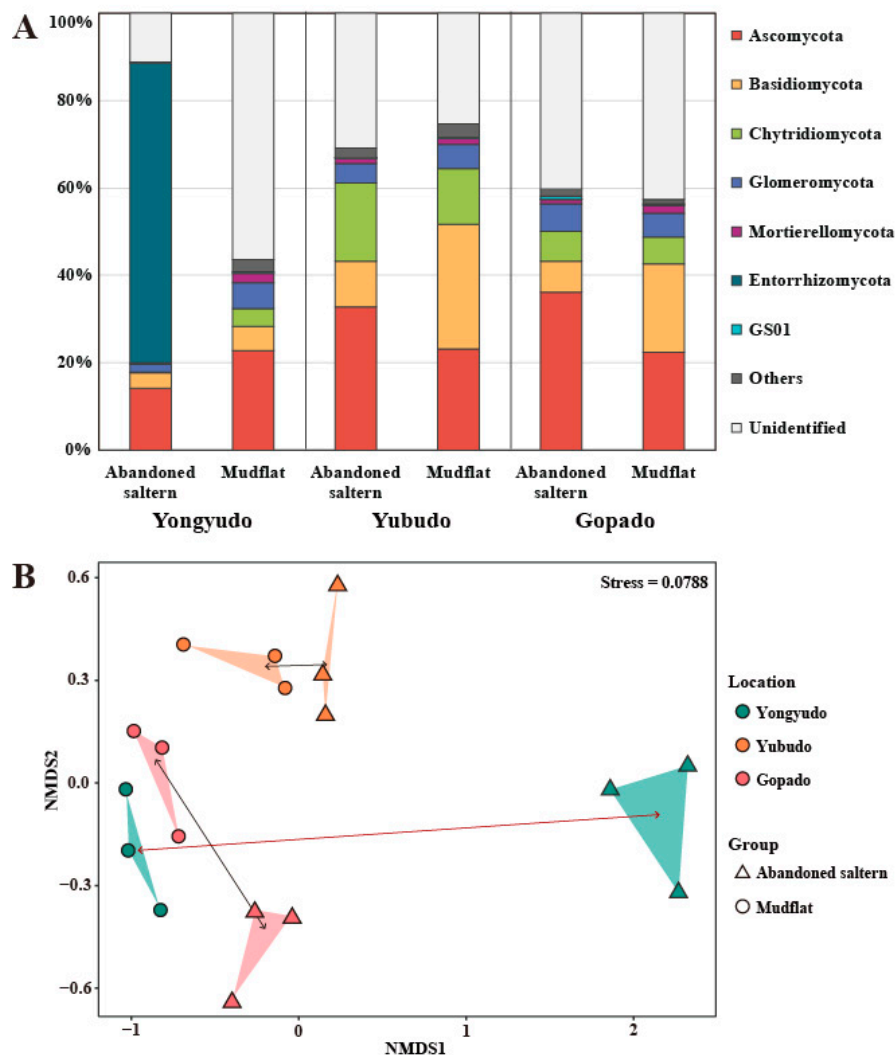 A
100%
80%
60%
40%
20%
0%
Abandoned saltern
Mudflat
Abandoned saltern
Mudflat
Abandoned saltern
Mudflat
Yongyudo
Yubudo
Gopado
Ascomycota
Basidiomycota
Chytridiomycota
Glomeromycota
Mortierellomycota
Entorrhizomycota
GS01
Others
Unidentified
B
Stress = 0.0788
0.6
0.3
0.0
−0.3
−0.6
NMDS2
−1
0
1
2
NMDS1
Location
Yongyudo
Yubudo
Gopado
Group
Abandoned saltern
Mudflat